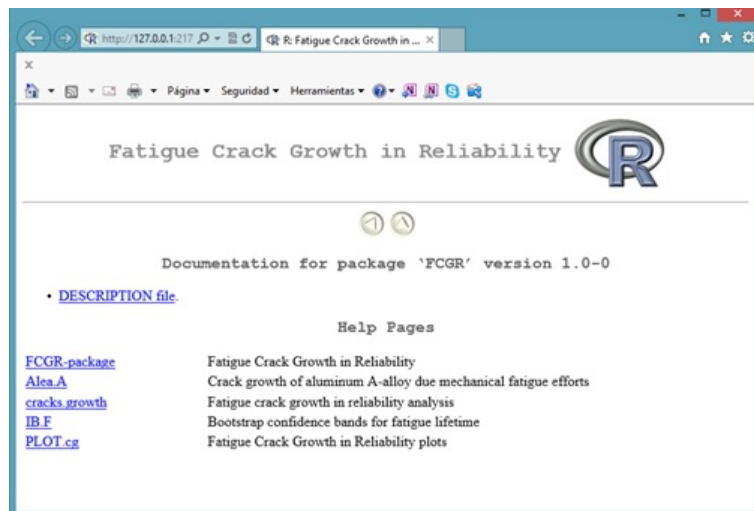 http://127.0.0.1:217
R: Fatigue Crack Growth in ...
x
Página Seguridad Herramientas
Fatigue Crack Growth in Reliability R
Documentation for package ‘FCGR’ version 1.0-0
• DESCRIPTION file.
Help Pages
FCGR-package Fatigue Crack Growth in Reliability
Alea.A Crack growth of aluminum A-alloy due mechanical fatigue efforts
cracks.growth Fatigue crack growth in reliability analysis
IB.F Bootstrap confidence bands for fatigue lifetime
PLOT.cg Fatigue Crack Growth in Reliability plots